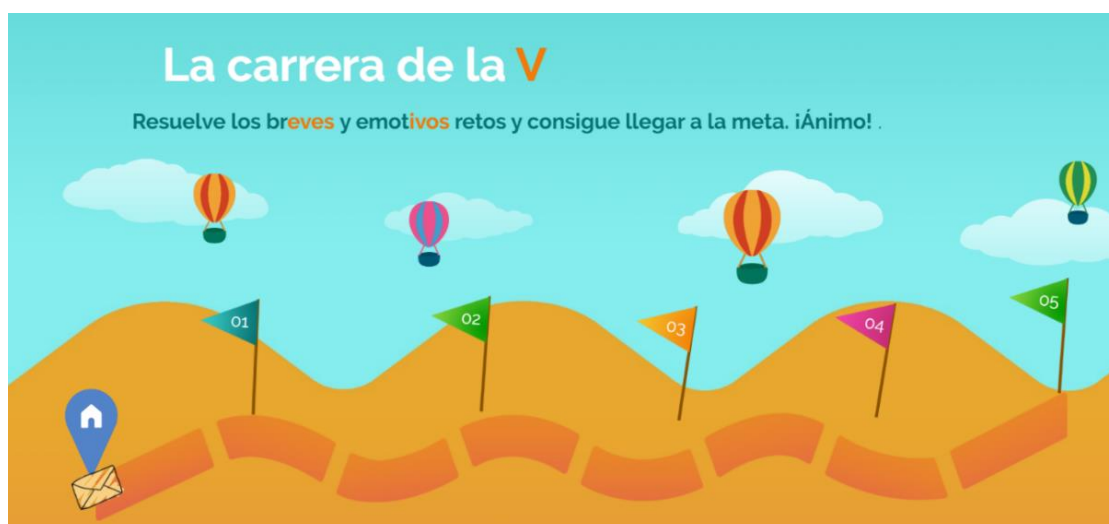 La carrera de la V
Resuelve los breves y emotivos retos y consigue llegar a la meta. ¡Ánimo! .
01
02
03
04
05